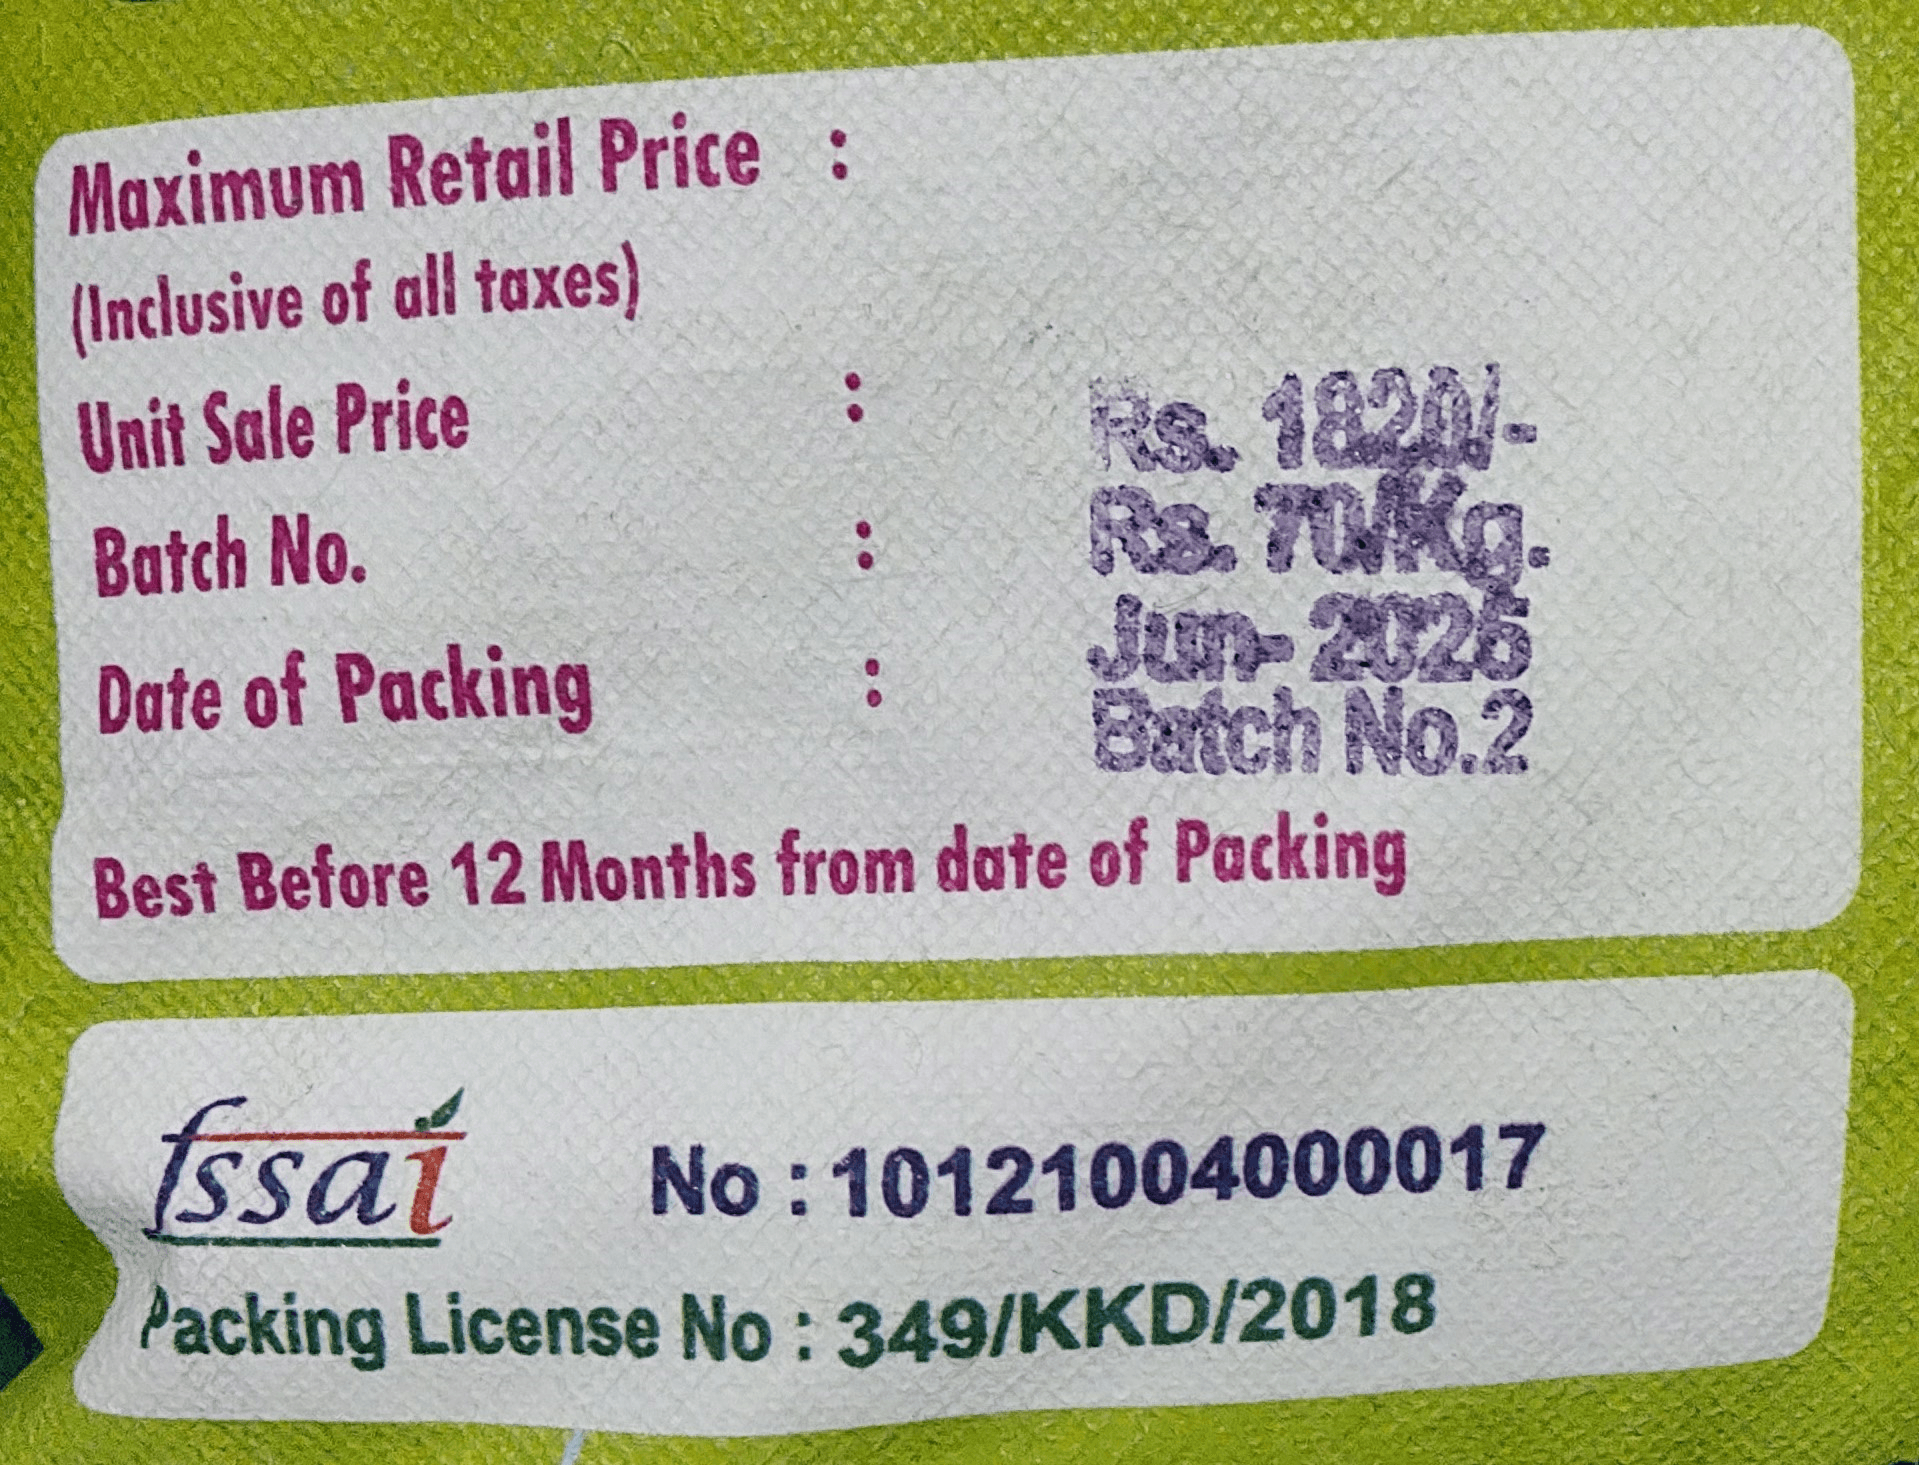 Maximum Retail Price :
(Inclusive of all taxes)
Unit Sale Price :
Rs. 1820/-
Batch No. :
Rs. 70/Kg.
Date of Packing :
Jun- 2025
Batch No.2
Best Before 12 Months from date of Packing
fssai
No : 10121004000017
Packing License No : 349/KKD/2018